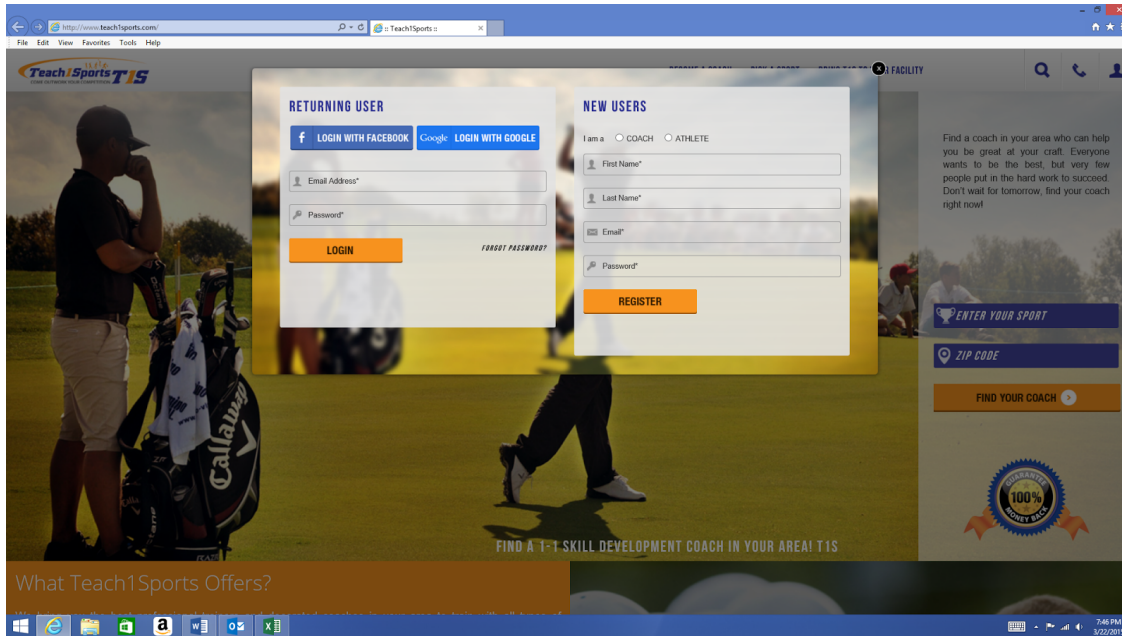 http://www.teach1sports.com/
:: Teach1Sports ::
File Edit View Favorites Tools Help
Teach1Sports T1S
FACILITY
RETURNING USER
f LOGIN WITH FACEBOOK
Google LOGIN WITH GOOGLE
Email Address*
Password*
LOGIN
FORGOT PASSWORD?
NEW USERS
I am a COACH ATHLETE
First Name*
Last Name*
Email*
Password*
REGISTER
Find a coach in your area who can help
you be great at your craft. Everyone
wants to be the best, but very few
people put in the hard work to succeed.
Don't wait for tomorrow, find your coach
right now!
ENTER YOUR SPORT
ZIP CODE
FIND YOUR COACH
GUARANTEE
100%
MONEY BACK
Callaway
FIND A 1-1 SKILL DEVELOPMENT COACH IN YOUR AREA! T1S
What Teach1Sports Offers?
7:46 PM